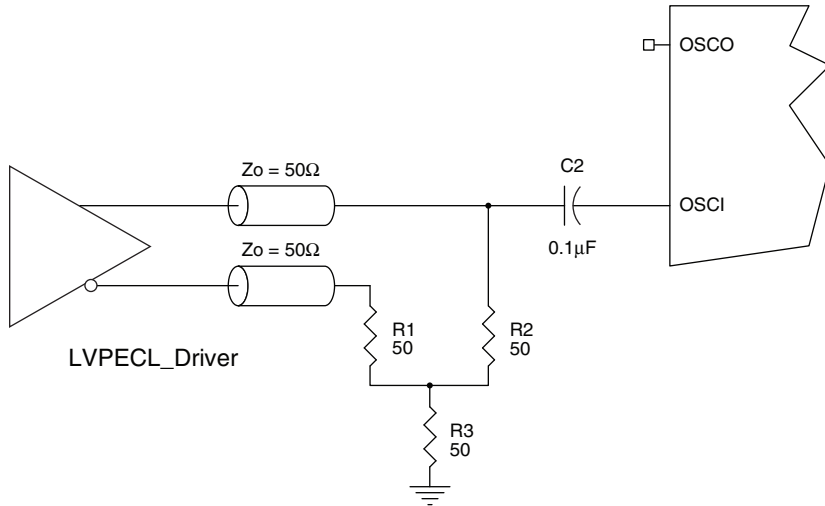 OSCO
Zo = 50Ω
C2
OSCI
0.1μF
Zo = 50Ω
R1
50
R2
50
LVPECL_Driver
R3
50